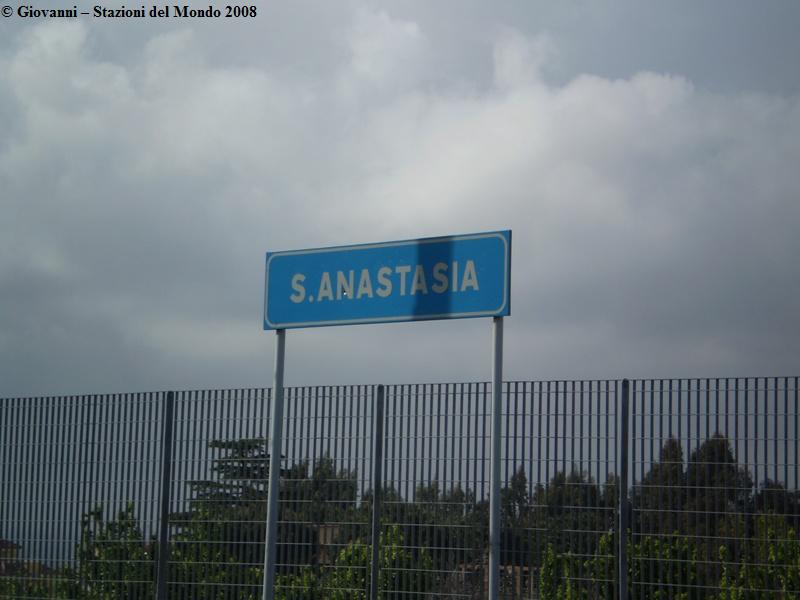 © Giovanni – Stazioni del Mondo 2008
S.ANASTASIA